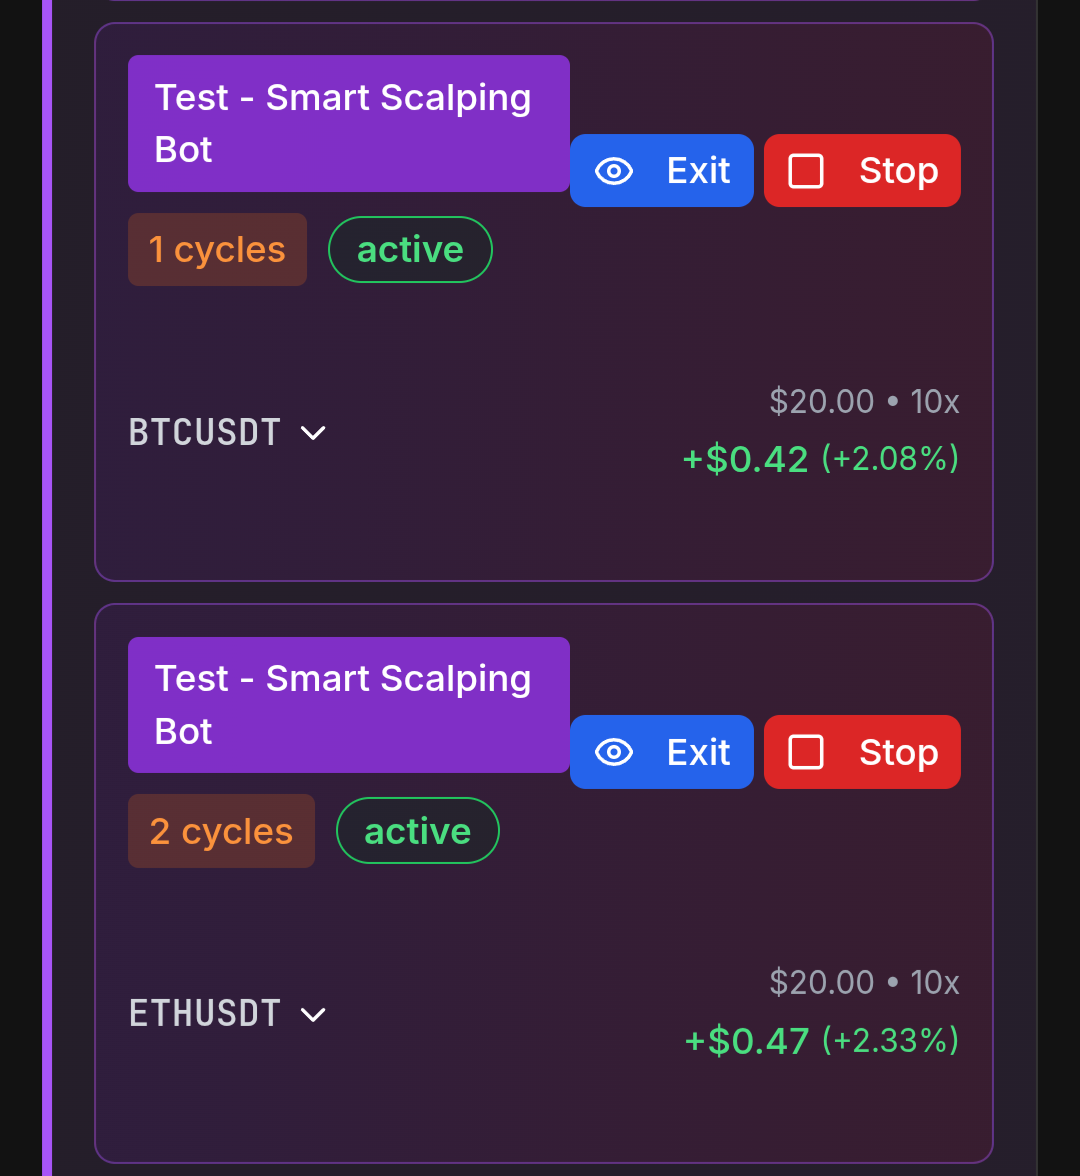 Test - Smart Scalping
Bot
Exit
Stop
1 cycles
active
$20.00 • 10x
BTCUSDT
+$0.42 (+2.08%)
Test - Smart Scalping
Bot
Exit
Stop
2 cycles
active
$20.00 • 10x
ETHUSDT
+$0.47 (+2.33%)